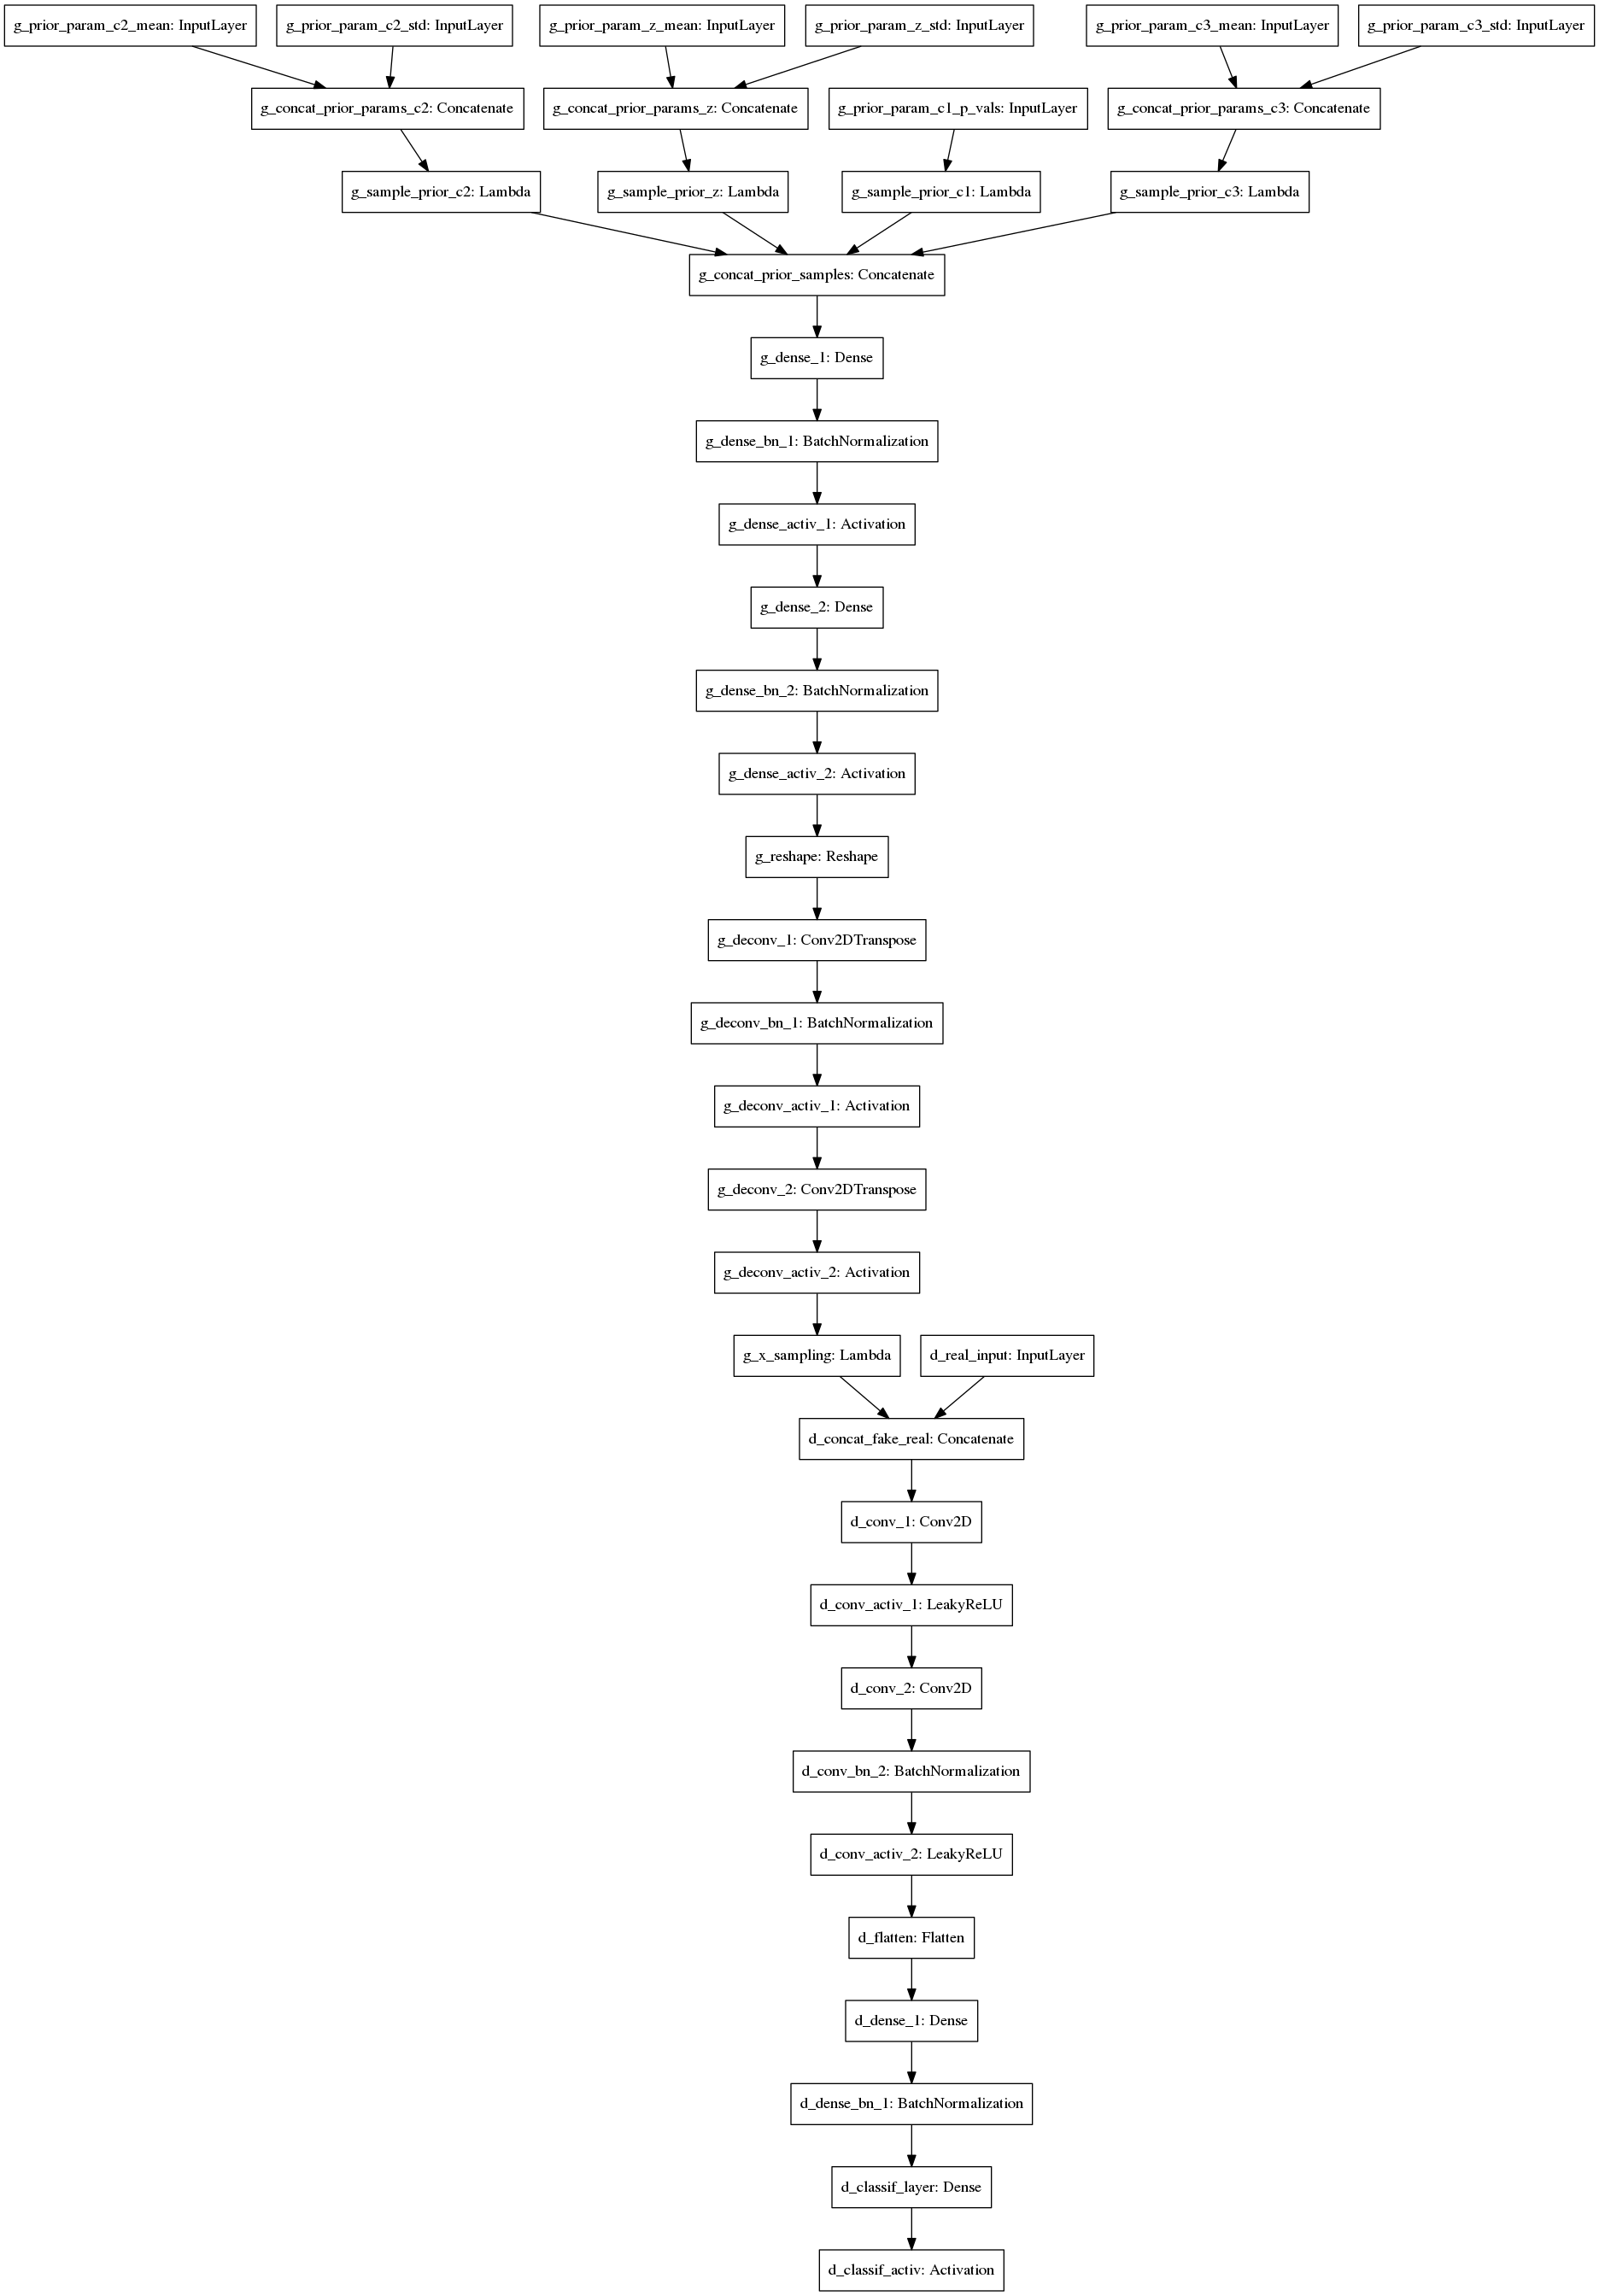 g_prior_param_c2_mean: InputLayer
g_prior_param_c2_std: InputLayer
g_prior_param_z_mean: InputLayer
g_prior_param_z_std: InputLayer
g_prior_param_c3_mean: InputLayer
g_prior_param_c3_std: InputLayer
g_concat_prior_params_c2: Concatenate
g_concat_prior_params_z: Concatenate
g_prior_param_c1_p_vals: InputLayer
g_concat_prior_params_c3: Concatenate
g_sample_prior_c2: Lambda
g_sample_prior_z: Lambda
g_sample_prior_c1: Lambda
g_sample_prior_c3: Lambda
g_concat_prior_samples: Concatenate
g_dense_1: Dense
g_dense_bn_1: BatchNormalization
g_dense_activ_1: Activation
g_dense_2: Dense
g_dense_bn_2: BatchNormalization
g_dense_activ_2: Activation
g_reshape: Reshape
g_deconv_1: Conv2DTranspose
g_deconv_bn_1: BatchNormalization
g_deconv_activ_1: Activation
g_deconv_2: Conv2DTranspose
g_deconv_activ_2: Activation
g_x_sampling: Lambda
d_real_input: InputLayer
d_concat_fake_real: Concatenate
d_conv_1: Conv2D
d_conv_activ_1: LeakyReLU
d_conv_2: Conv2D
d_conv_bn_2: BatchNormalization
d_conv_activ_2: LeakyReLU
d_flatten: Flatten
d_dense_1: Dense
d_dense_bn_1: BatchNormalization
d_classif_layer: Dense
d_classif_activ: Activation